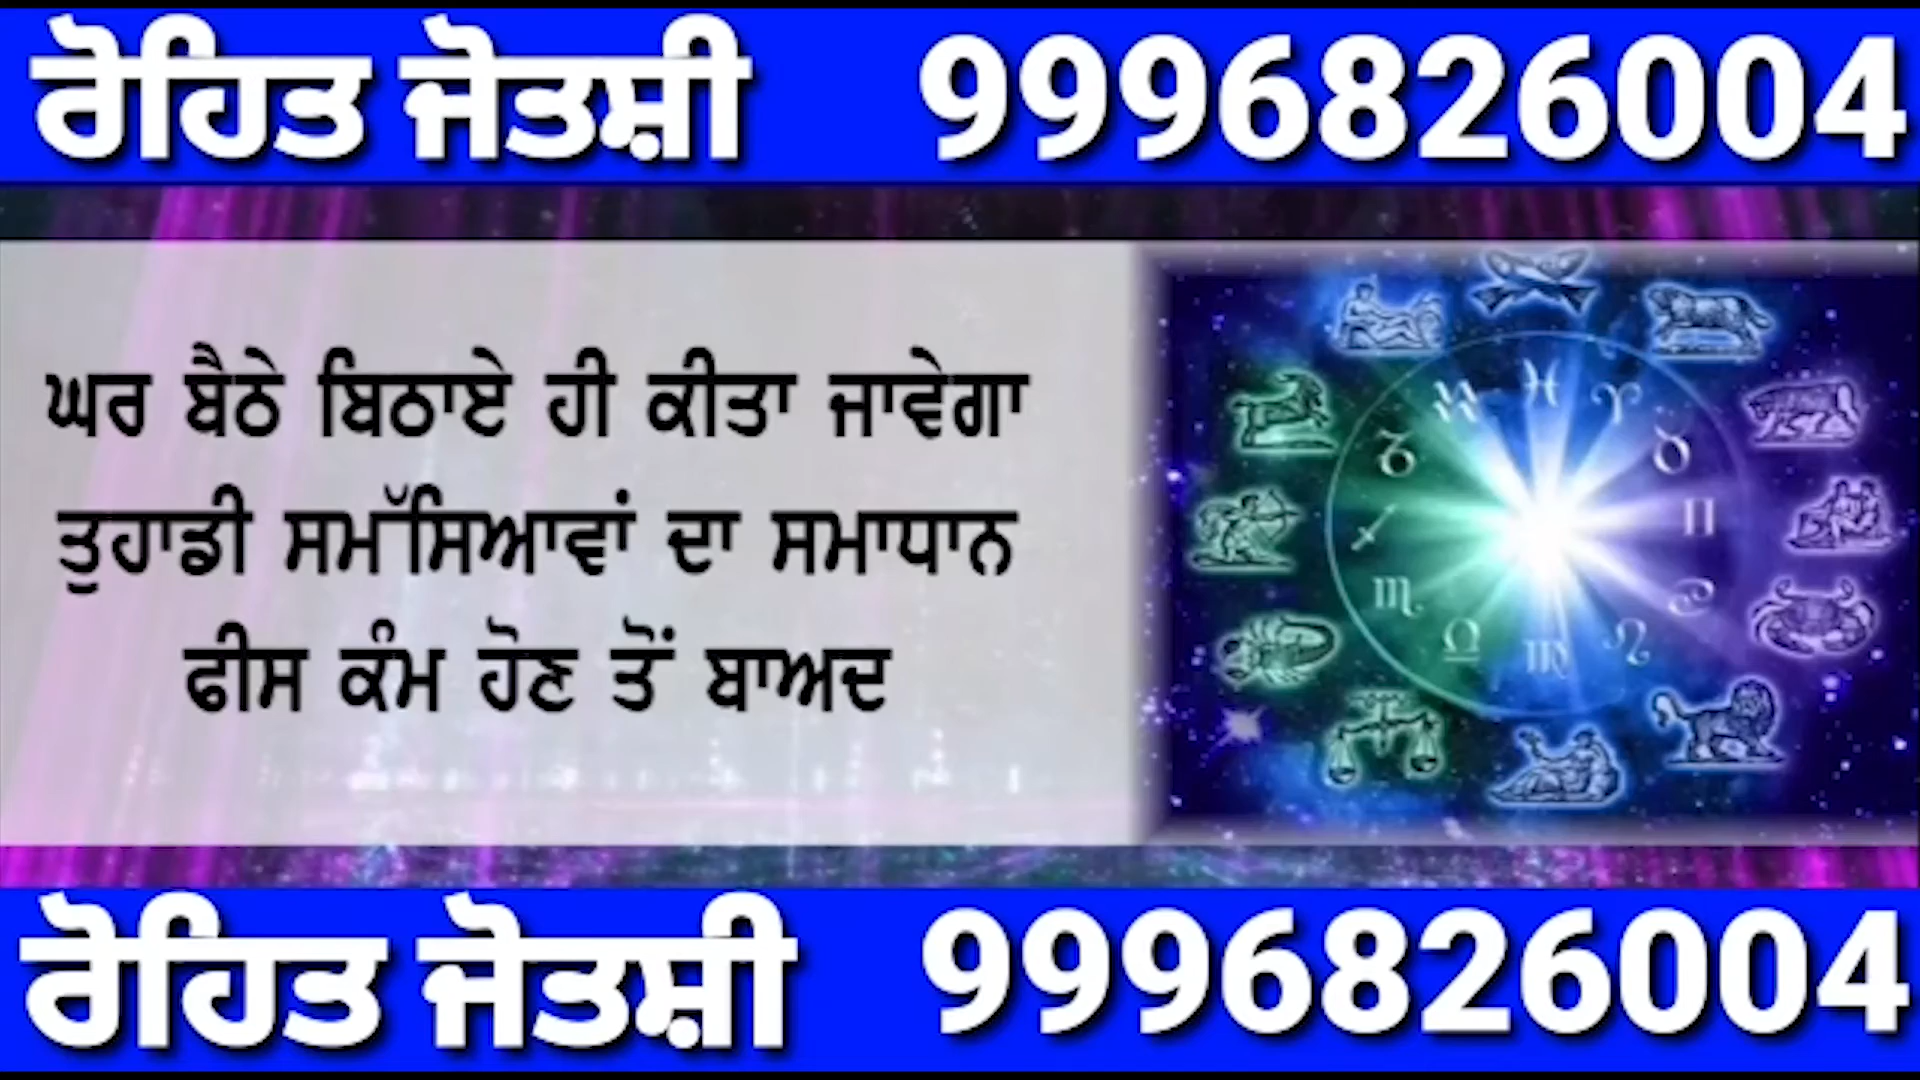 ਰੋਹਿਤ ਜੋਤਸ਼ੀ 9996826004
ਘਰ ਬੈਠੇ ਬਿਠਾਏ ਹੀ ਕੀਤਾ ਜਾਵੇਗਾ
ਤੁਹਾਡੀ ਸਮੱਸਿਆਵਾਂ ਦਾ ਸਮਾਧਾਨ
ਫੀਸ ਕੰਮ ਹੋਣ ਤੋਂ ਬਾਅਦ
ਰੋਹਿਤ ਜੋਤਸ਼ੀ 9996826004